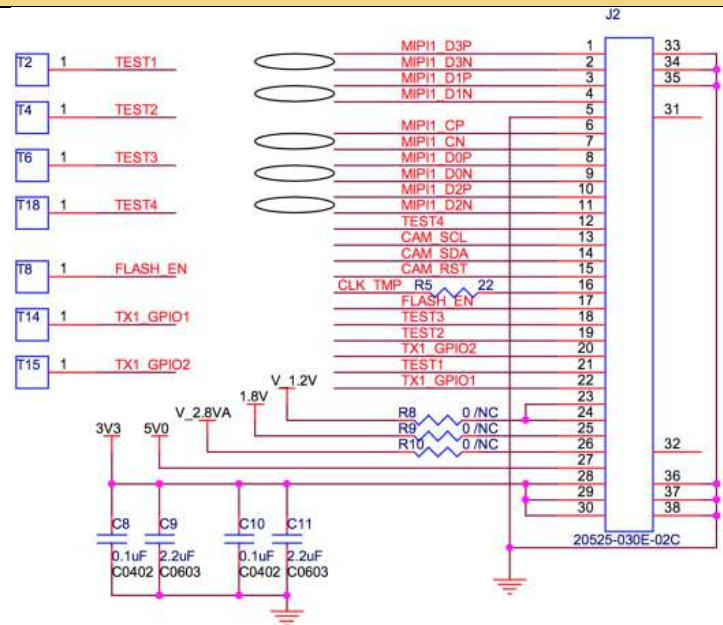 J2
MIPI1_D3P 1 33
T2 1 TEST1 MIPI1_D3N 2 34
MIPI1_D1P 3 35
MIPI1_D1N 4
T4 1 TEST2 5 31
MIPI1_CP 6
MIPI1_CN 7
T6 1 TEST3 MIPI1_D0P 8
MIPI1_D0N 9
MIPI1_D2P 10
T18 1 TEST4 MIPI1_D2N 11
TEST4 12
CAM_SCL 13
CAM_SDA 14
T8 1 FLASH_EN CAM_RST 15
CLK_TMP R5 22 16
FLASH_EN 17
T14 1 TX1_GPIO1 TEST3 18
TEST2 19
TX1_GPIO2 20
T15 1 TX1_GPIO2 TEST1 21
TX1_GPIO1 22
V_1.2V 23
1.8V R8 0 /NC 24
V_2.8VA R9 0 /NC 25
3V3 5V0 R10 0 /NC 26 32
27
28 36
29 37
30 38
C8 C9 C10 C11
20525-030E-02C
0.1uF 2.2uF 0.1uF 2.2uF
C0402 C0603 C0402 C0603